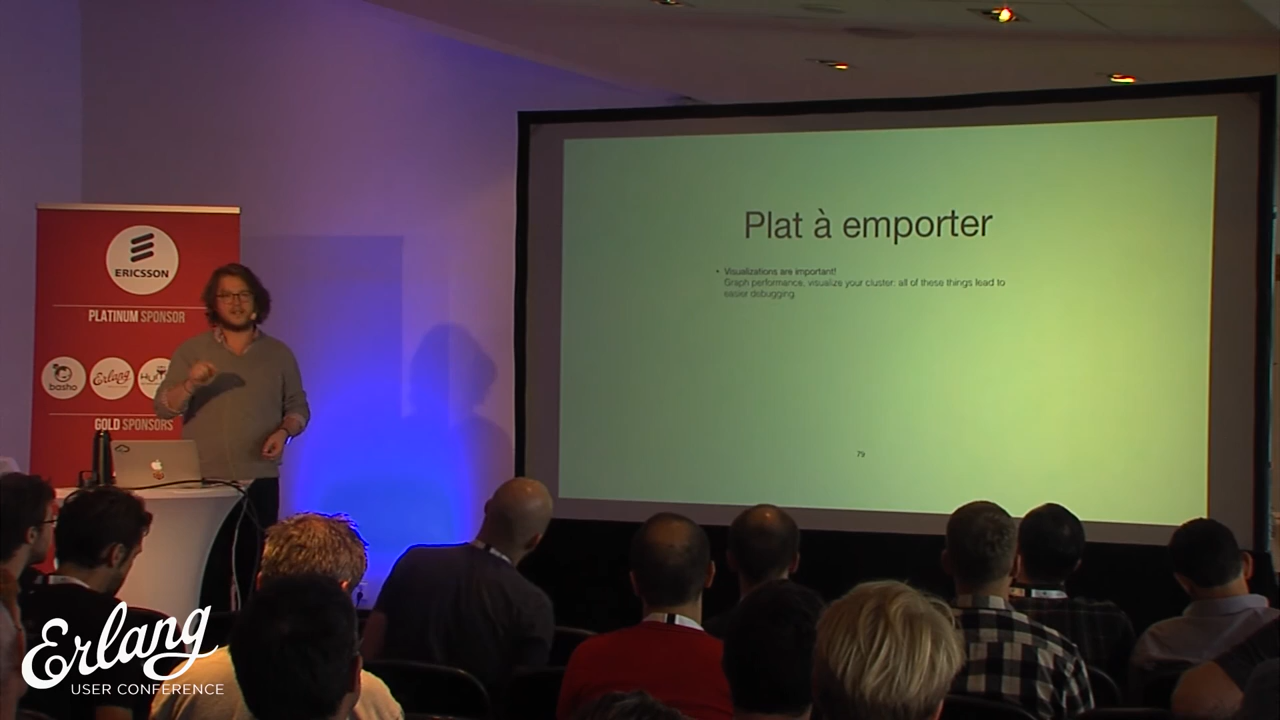 ERICSSON
PLATINUM SPONSOR
basho
Erlang
GOLD SPONSORS
Plat à emporter
• Visualizations are important!
Graph performance, visualize your cluster: all of these things lead to
easier debugging.
79
Erlang
USER CONFERENCE